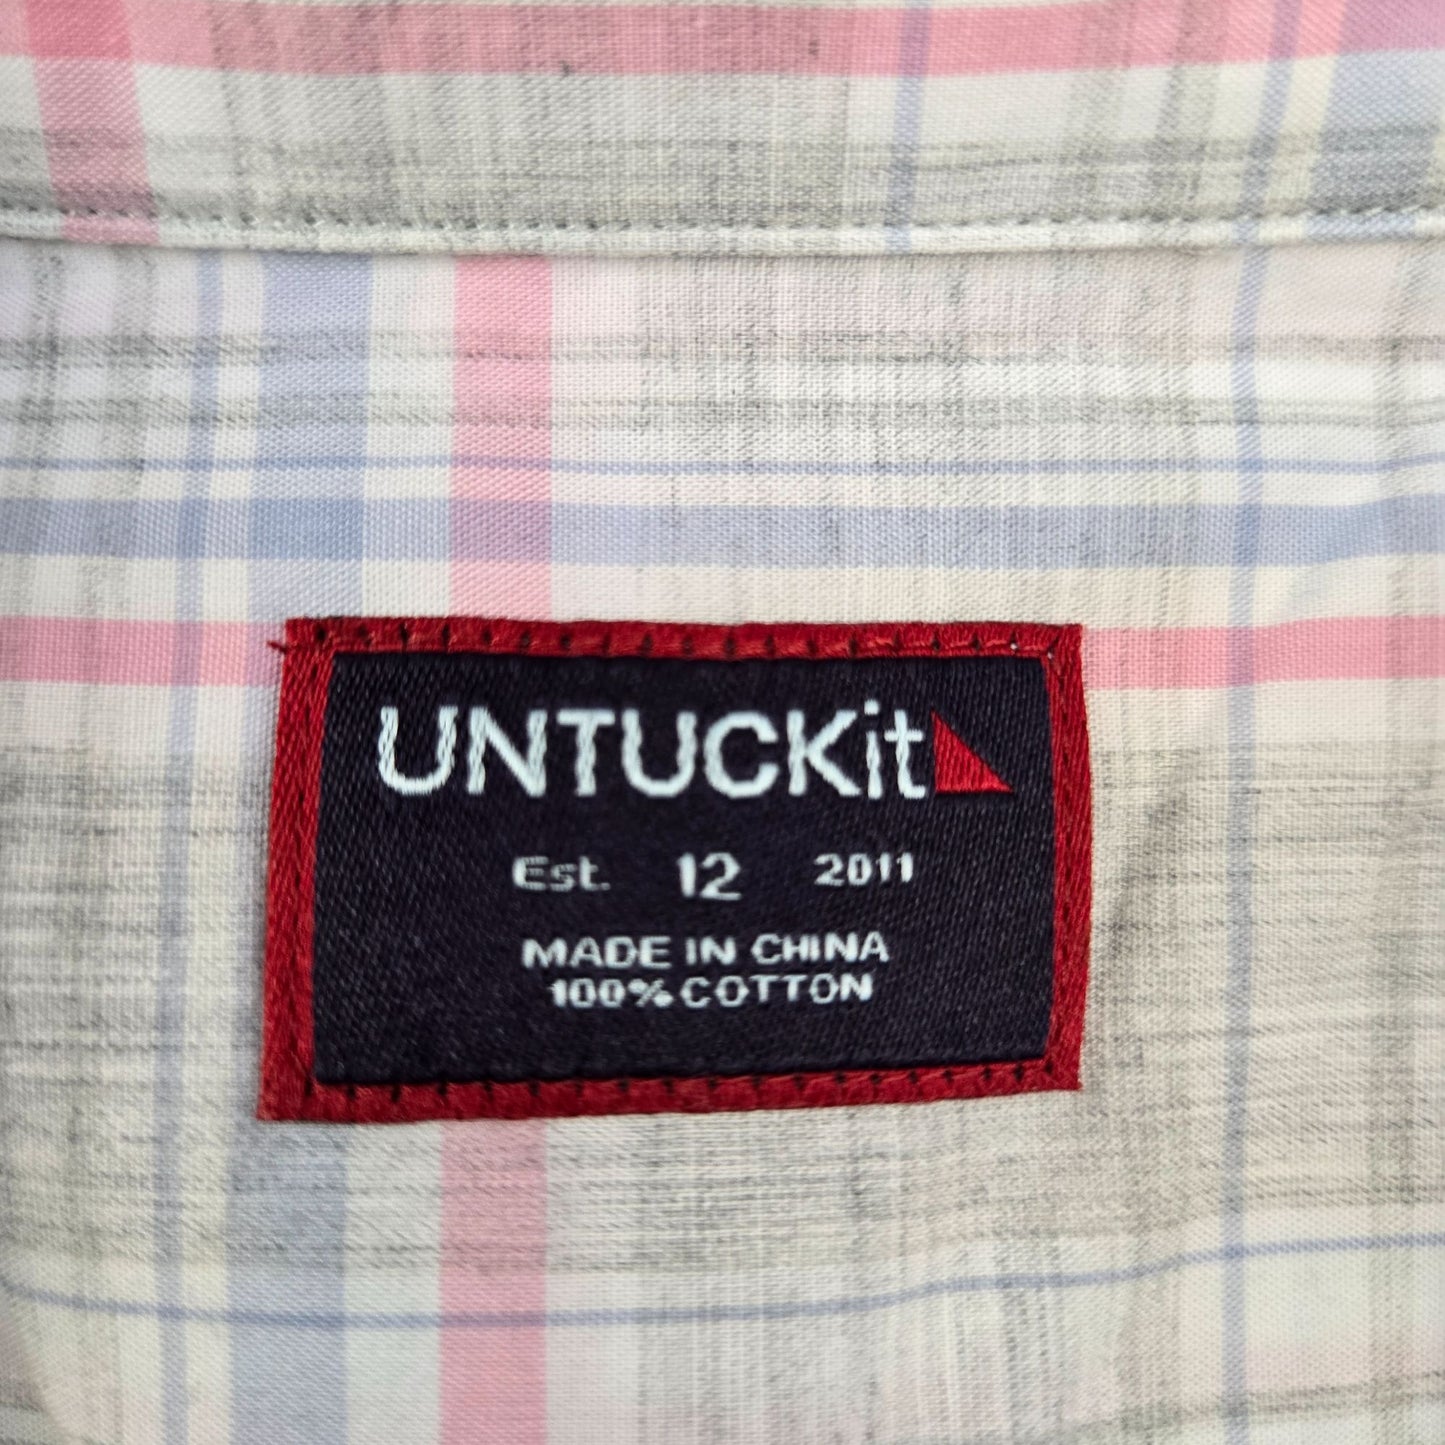 UNTUCKit
Est. 12 2011
MADE IN CHINA
100% COTTON